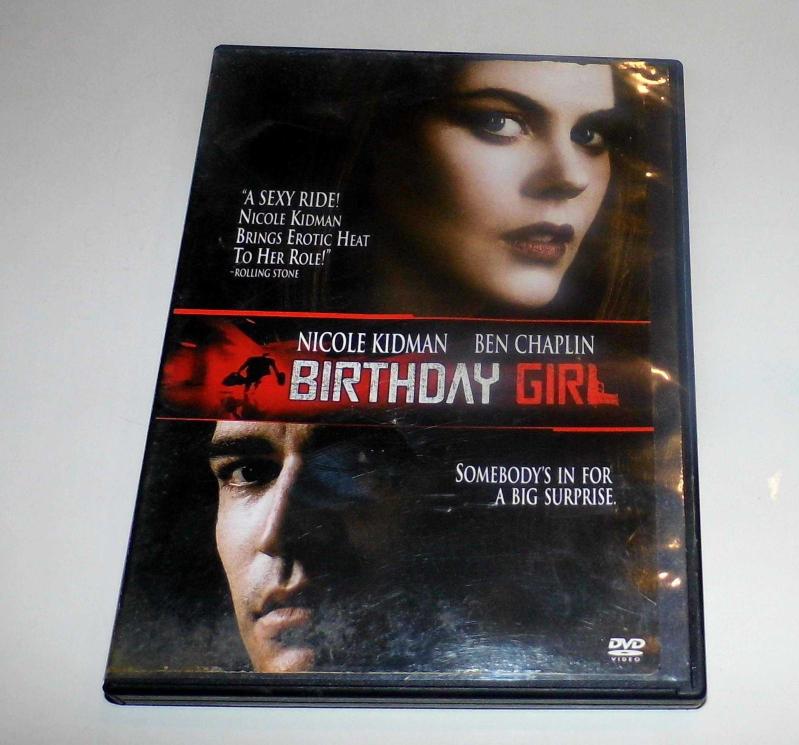 "A SEXY RIDE!
NICOLE KIDMAN
BRINGS EROTIC HEAT
TO HER ROLE!"
-ROLLING STONE
NICOLE KIDMAN BEN CHAPLIN
BIRTHDAY GIRL
SOMEBODY'S IN FOR
A BIG SURPRISE.
DVD
VIDEO